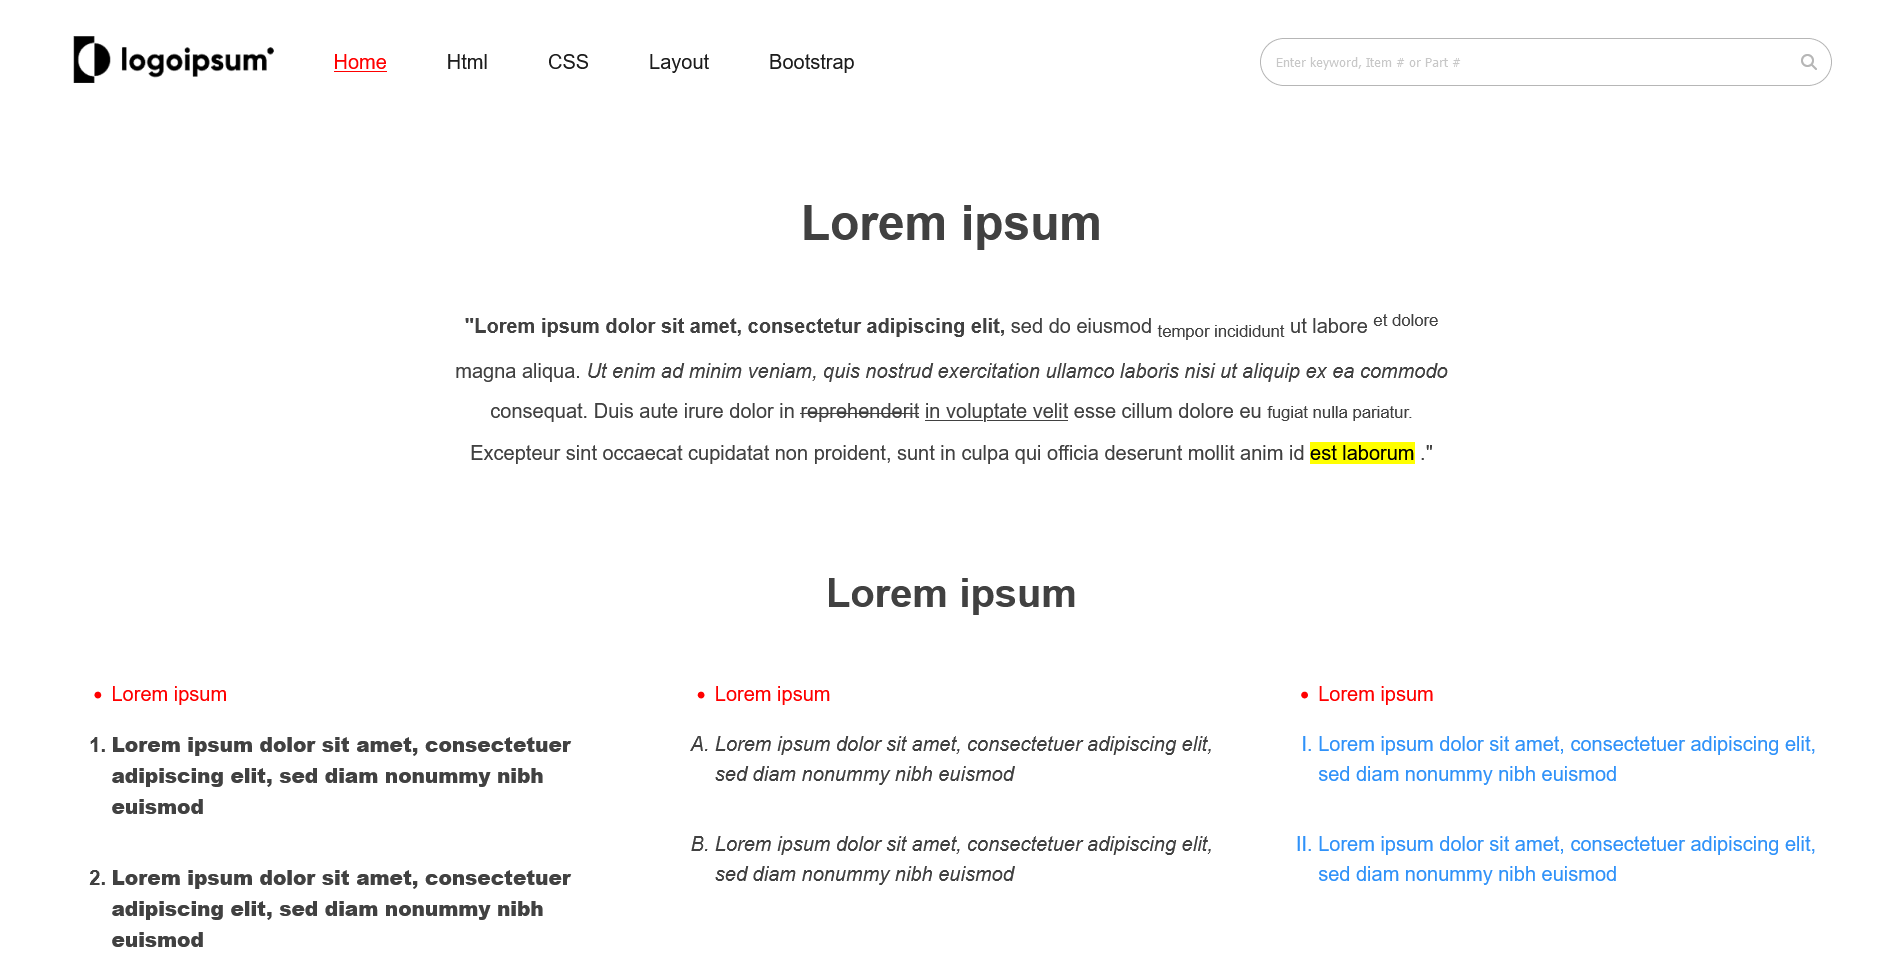 logoipsum
Home Html CSS Layout Bootstrap
Enter keyword, Item # or Part #
Lorem ipsum
"Lorem ipsum dolor sit amet, consectetur adipiscing elit, sed do eiusmod tempor incididunt ut labore et dolore
magna aliqua. Ut enim ad minim veniam, quis nostrud exercitation ullamco laboris nisi ut aliquip ex ea commodo
consequat. Duis aute irure dolor in reprehenderit in voluptate velit esse cillum dolore eu fugiat nulla pariatur.
Excepteur sint occaecat cupidatat non proident, sunt in culpa qui officia deserunt mollit anim id est laborum ."
Lorem ipsum
• Lorem ipsum
1. Lorem ipsum dolor sit amet, consectetuer
adipiscing elit, sed diam nonummy nibh
euismod
2. Lorem ipsum dolor sit amet, consectetuer
adipiscing elit, sed diam nonummy nibh
euismod
• Lorem ipsum
A. Lorem ipsum dolor sit amet, consectetuer adipiscing elit,
sed diam nonummy nibh euismod
B. Lorem ipsum dolor sit amet, consectetuer adipiscing elit,
sed diam nonummy nibh euismod
• Lorem ipsum
I. Lorem ipsum dolor sit amet, consectetuer adipiscing elit,
sed diam nonummy nibh euismod
II. Lorem ipsum dolor sit amet, consectetuer adipiscing elit,
sed diam nonummy nibh euismod